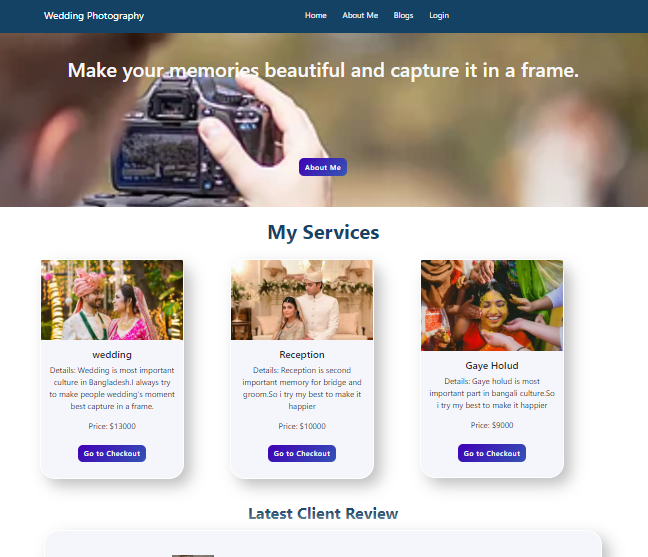 Wedding Photography Home About Me Blogs Login
Make your memories beautiful and capture it in a frame.
About Me
My Services
wedding
Details: Wedding is most important
culture in Bangladesh.I always try
to make people wedding's moment
best capture in a frame.
Price: $13000
Go to Checkout
Reception
Details: Reception is second
important memory for bridge and
groom.So i try my best to make it
happier
Price: $10000
Go to Checkout
Gaye Holud
Details: Gaye holud is most
important part in bangali culture.So
i try my best to make it happier
Price: $9000
Go to Checkout
Latest Client Review